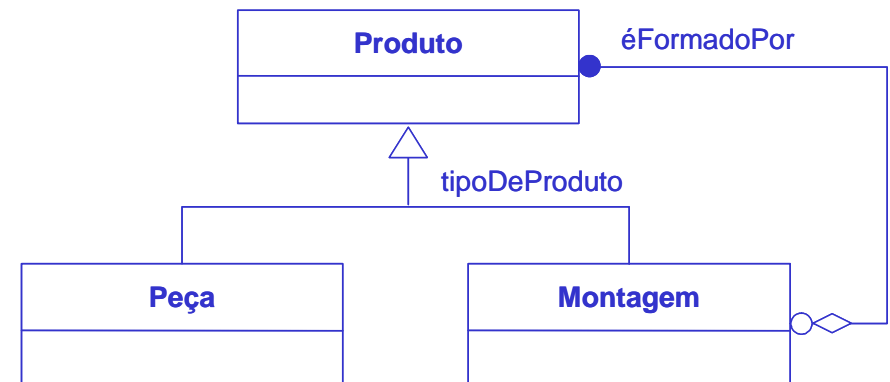 Produto
éFormadoPor
tipoDeProduto
Peça
Montagem